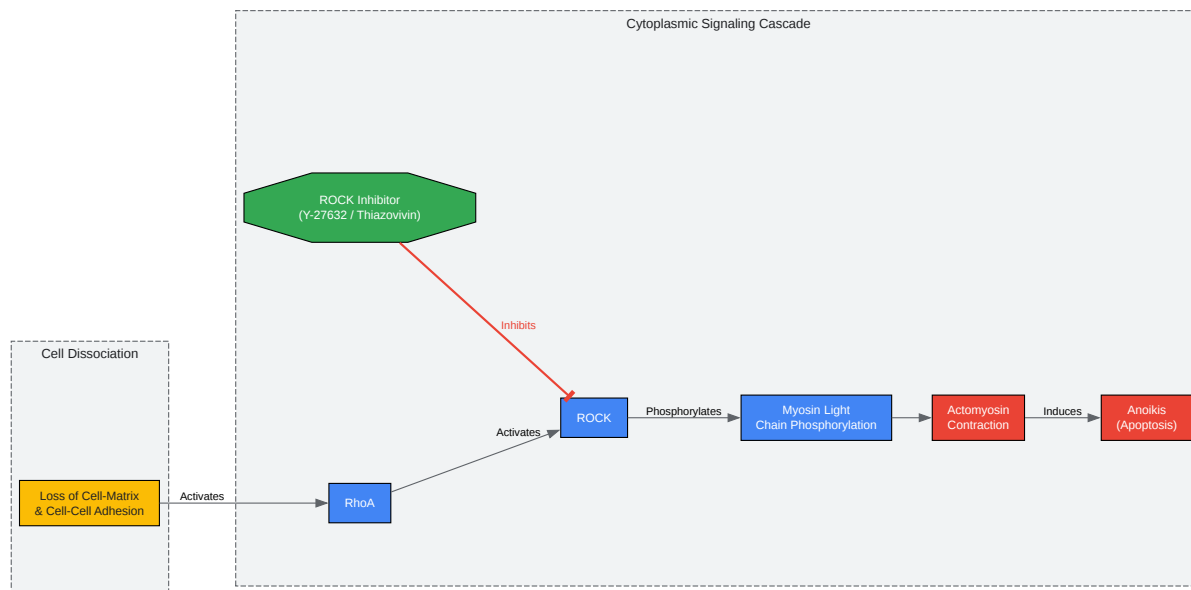 Cytoplasmic Signaling Cascade
ROCK Inhibitor
(Y-27632 / Thiazovivin)
Inhibits
Cell Dissociation
Loss of Cell-Matrix
& Cell-Cell Adhesion
Activates
RhoA
Activates
ROCK
Phosphorylates
Myosin Light
Chain Phosphorylation
Actomyosin
Contraction
Induces
Anoikis
(Apoptosis)